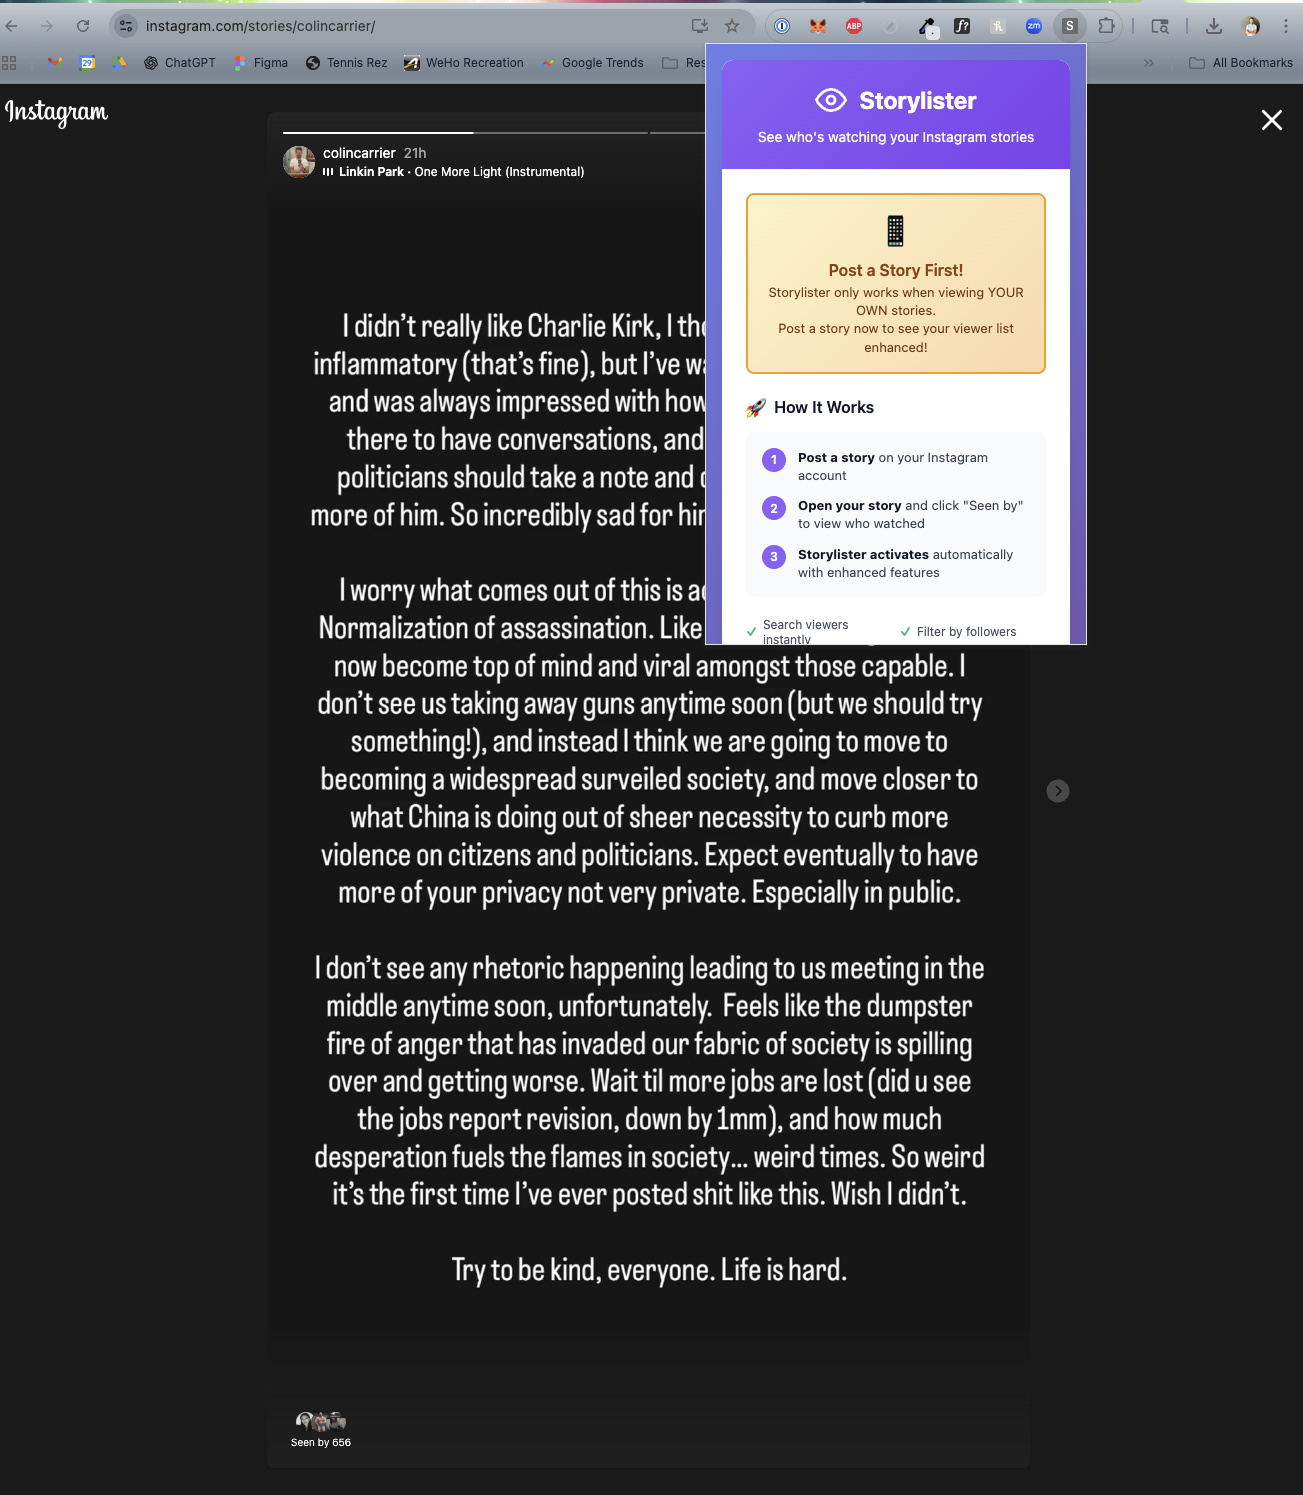 instagram.com/stories/colincarrier/
ChatGPT
Figma
Tennis Rez
WeHo Recreation
Google Trends
Res
All Bookmarks
Instagram
colincarrier 21h
Linkin Park · One More Light (Instrumental)
I didn't really like Charlie Kirk, I tho
inflammatory (that's fine), but I've wa
and was always impressed with how
there to have conversations, and
politicians should take a note and
more of him. So incredibly sad for hi
I worry what comes out of this is a
Normalization of assassination. Like
now become top of mind and viral amongst those capable. I
don't see us taking away guns anytime soon (but we should try
something!), and instead I think we are going to move to
becoming a widespread surveiled society, and move closer to
what China is doing out of sheer necessity to curb more
violence on citizens and politicians. Expect eventually to have
more of your privacy not very private. Especially in public.
I don't see any rhetoric happening leading to us meeting in the
middle anytime soon, unfortunately.  Feels like the dumpster
fire of anger that has invaded our fabric of society is spilling
over and getting worse. Wait til more jobs are lost (did u see
the jobs report revision, down by 1mm), and how much
desperation fuels the flames in society... weird times. So weird
it's the first time I've ever posted shit like this. Wish I didn't.
Try to be kind, everyone. Life is hard.
Seen by 656
Storylister
See who's watching your Instagram stories
Post a Story First!
Storylister only works when viewing YOUR
OWN stories.
Post a story now to see your viewer list
enhanced!
🚀 How It Works
1 Post a story on your Instagram
account
2 Open your story and click "Seen by"
to view who watched
3 Storylister activates automatically
with enhanced features
✓ Search viewers
instantly
✓ Filter by followers
29
ABP
f?
zm
S